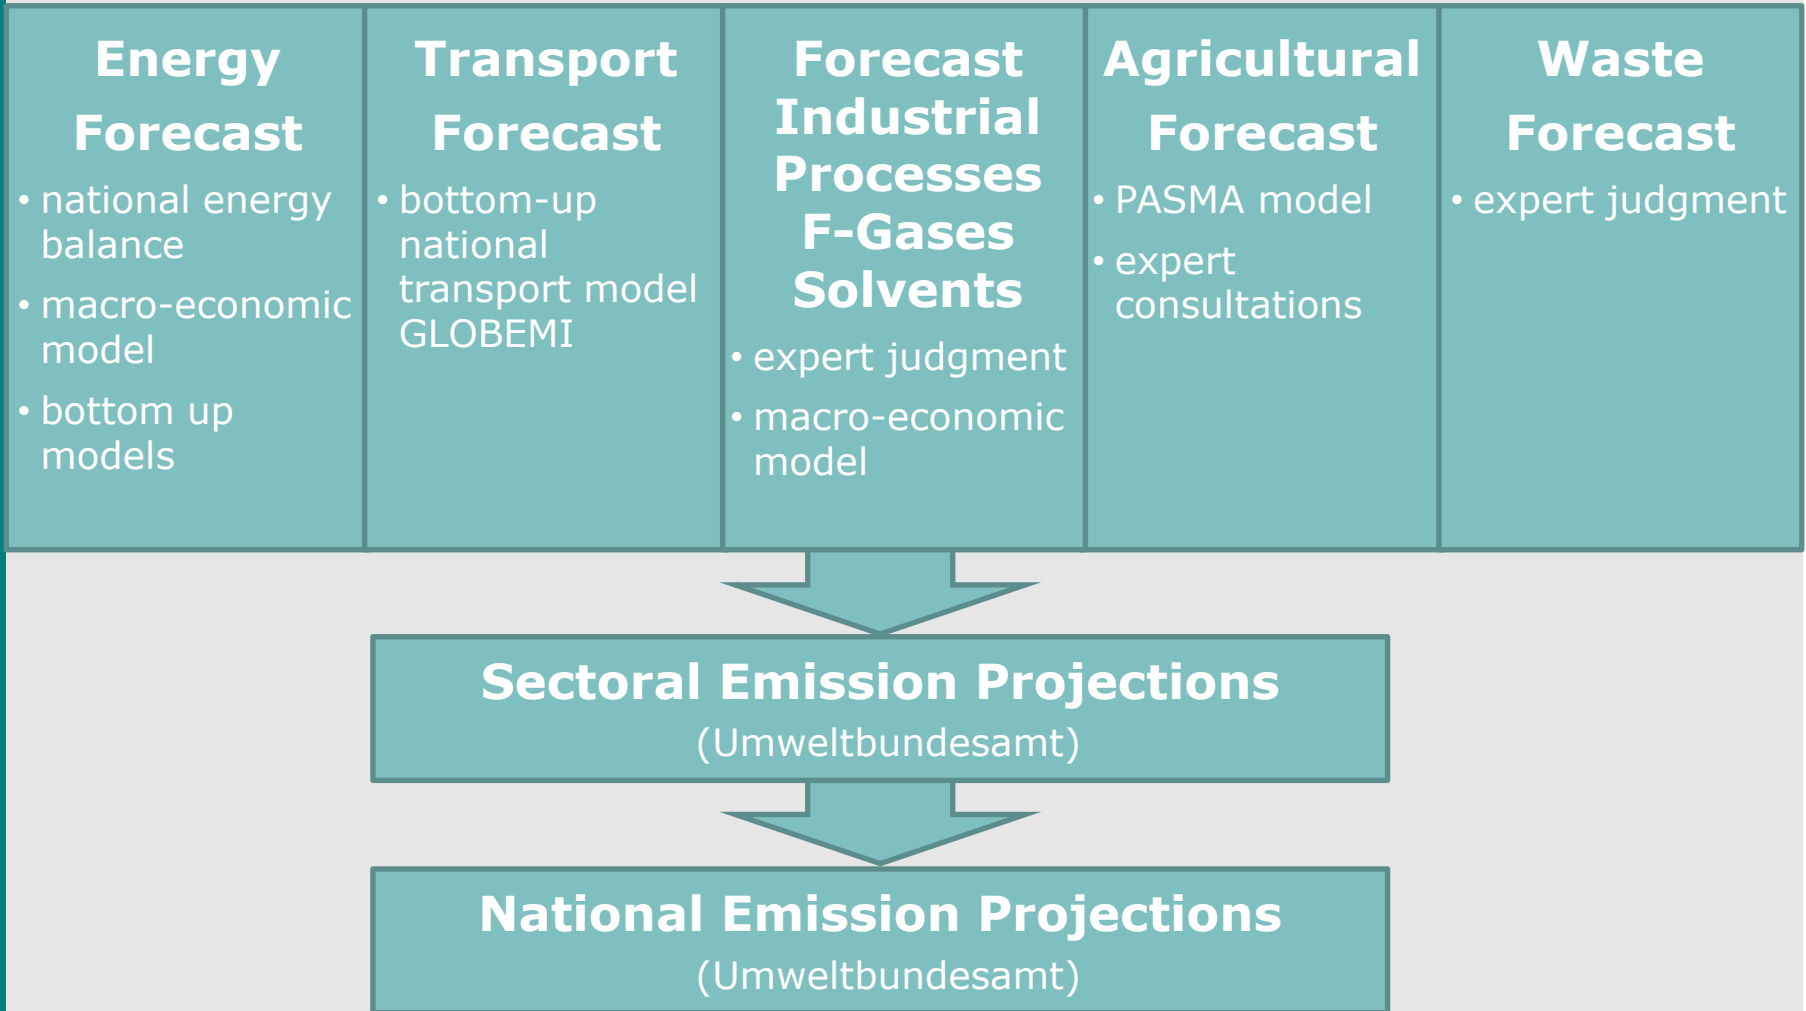 Energy
Forecast
• national energy
balance
• macro-economic
model
• bottom up
models
Transport
Forecast
• bottom-up
national
transport model
GLOBEMI
Forecast
Industrial
Processes
F-Gases
Solvents
• expert judgment
• macro-economic
model
Agricultural
Forecast
• PASMA model
• expert
consultations
Waste
Forecast
• expert judgment
Sectoral Emission Projections
(Umweltbundesamt)
National Emission Projections
(Umweltbundesamt)